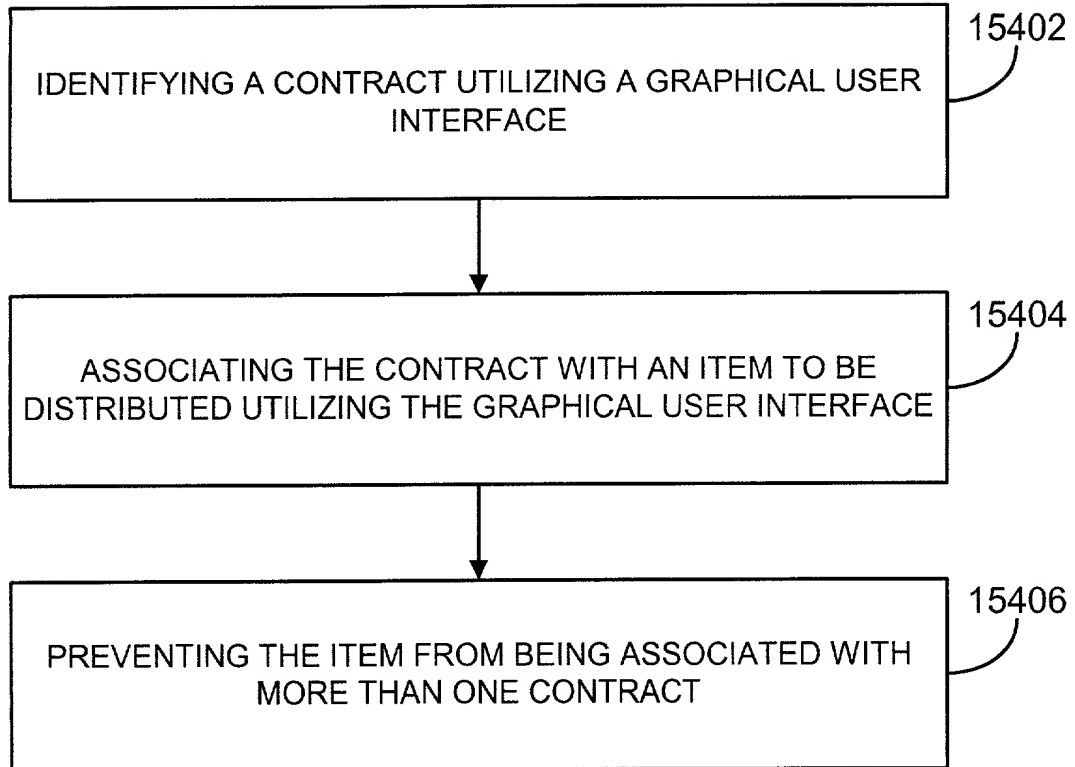 15402
IDENTIFYING A CONTRACT UTILIZING A GRAPHICAL USER
INTERFACE
15404
ASSOCIATING THE CONTRACT WITH AN ITEM TO BE
DISTRIBUTED UTILIZING THE GRAPHICAL USER INTERFACE
15406
PREVENTING THE ITEM FROM BEING ASSOCIATED WITH
MORE THAN ONE CONTRACT